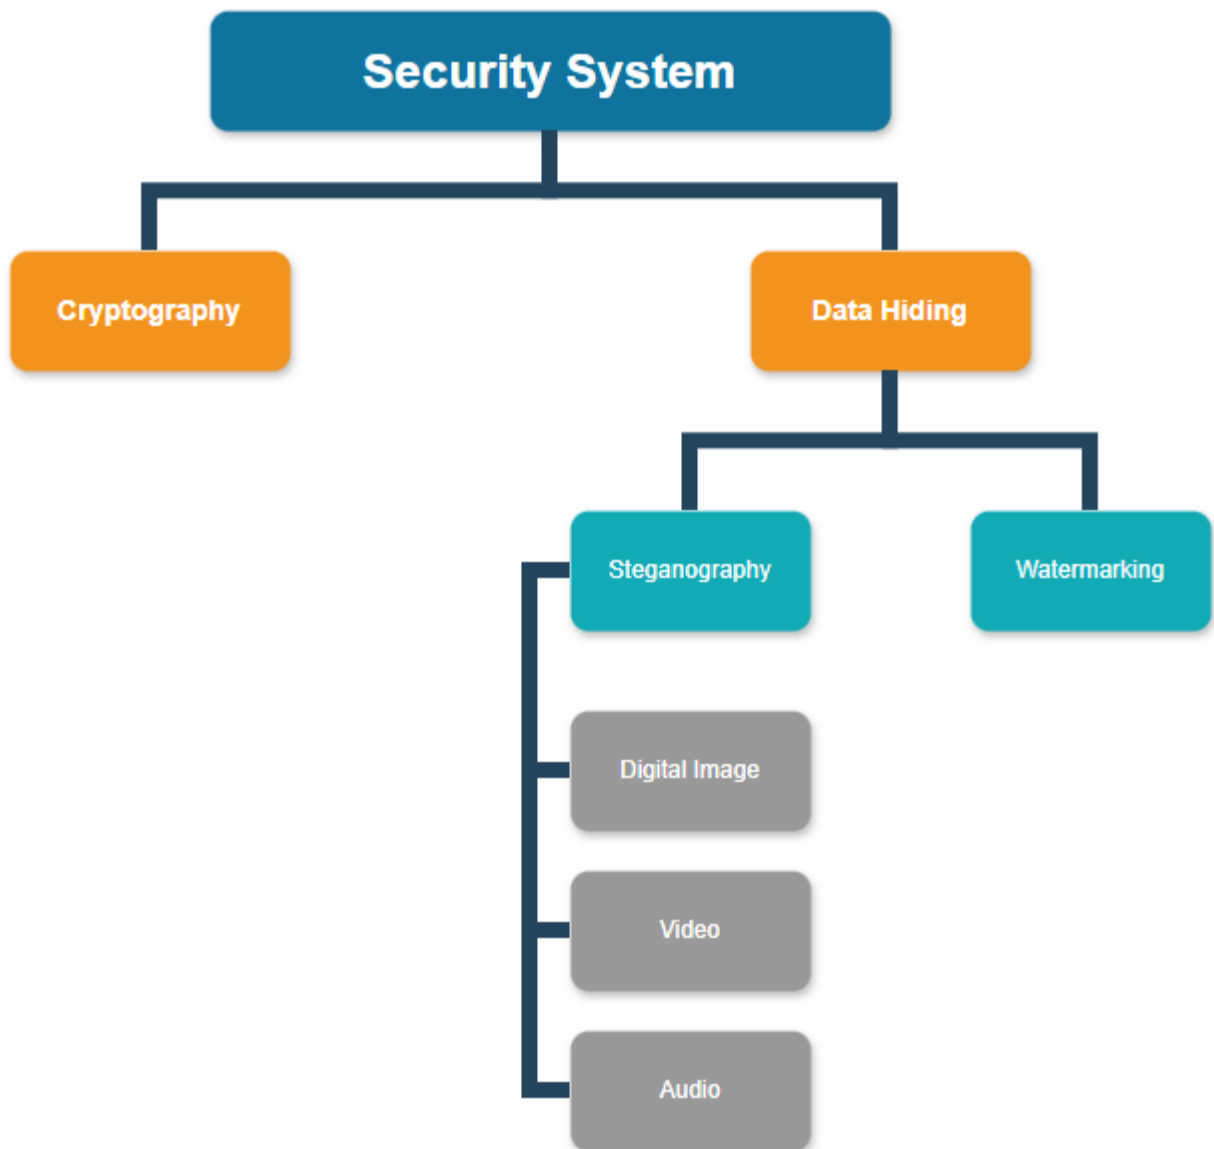 Security System
Cryptography
Data Hiding
Steganography
Watermarking
Digital Image
Video
Audio